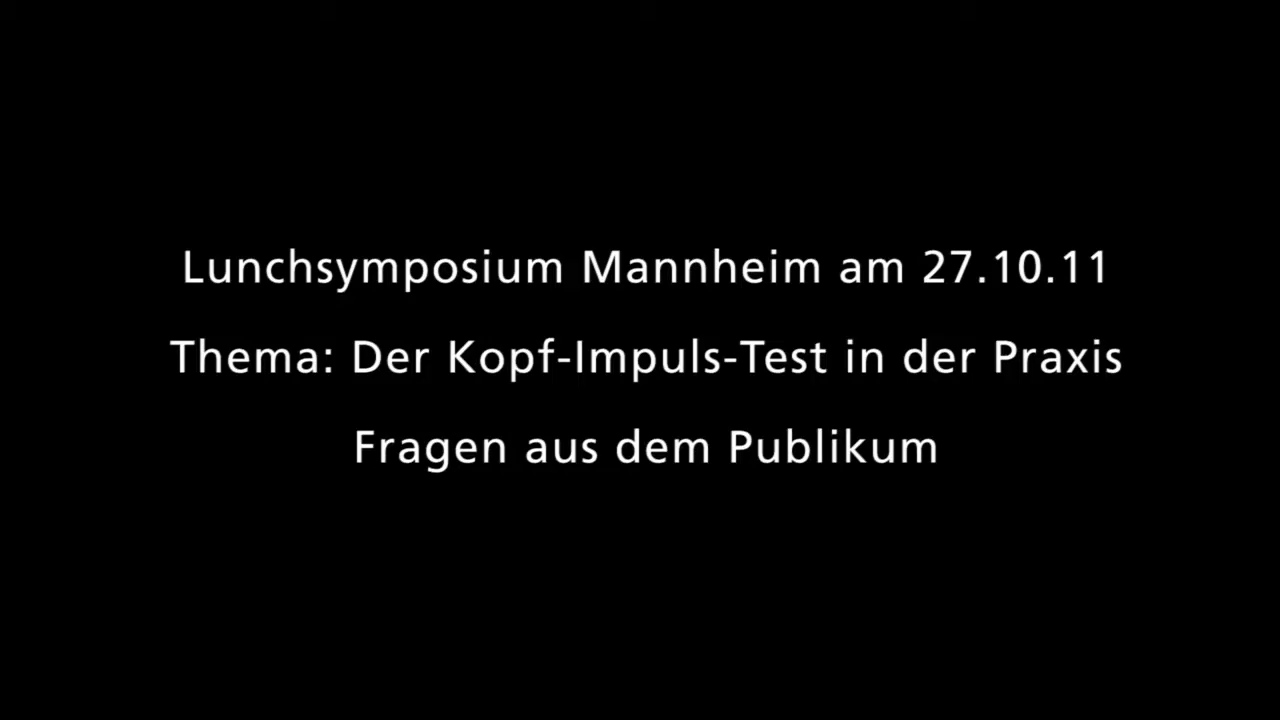 Lunchsymposium Mannheim am 27.10.11
Thema: Der Kopf-Impuls-Test in der Praxis
Fragen aus dem Publikum